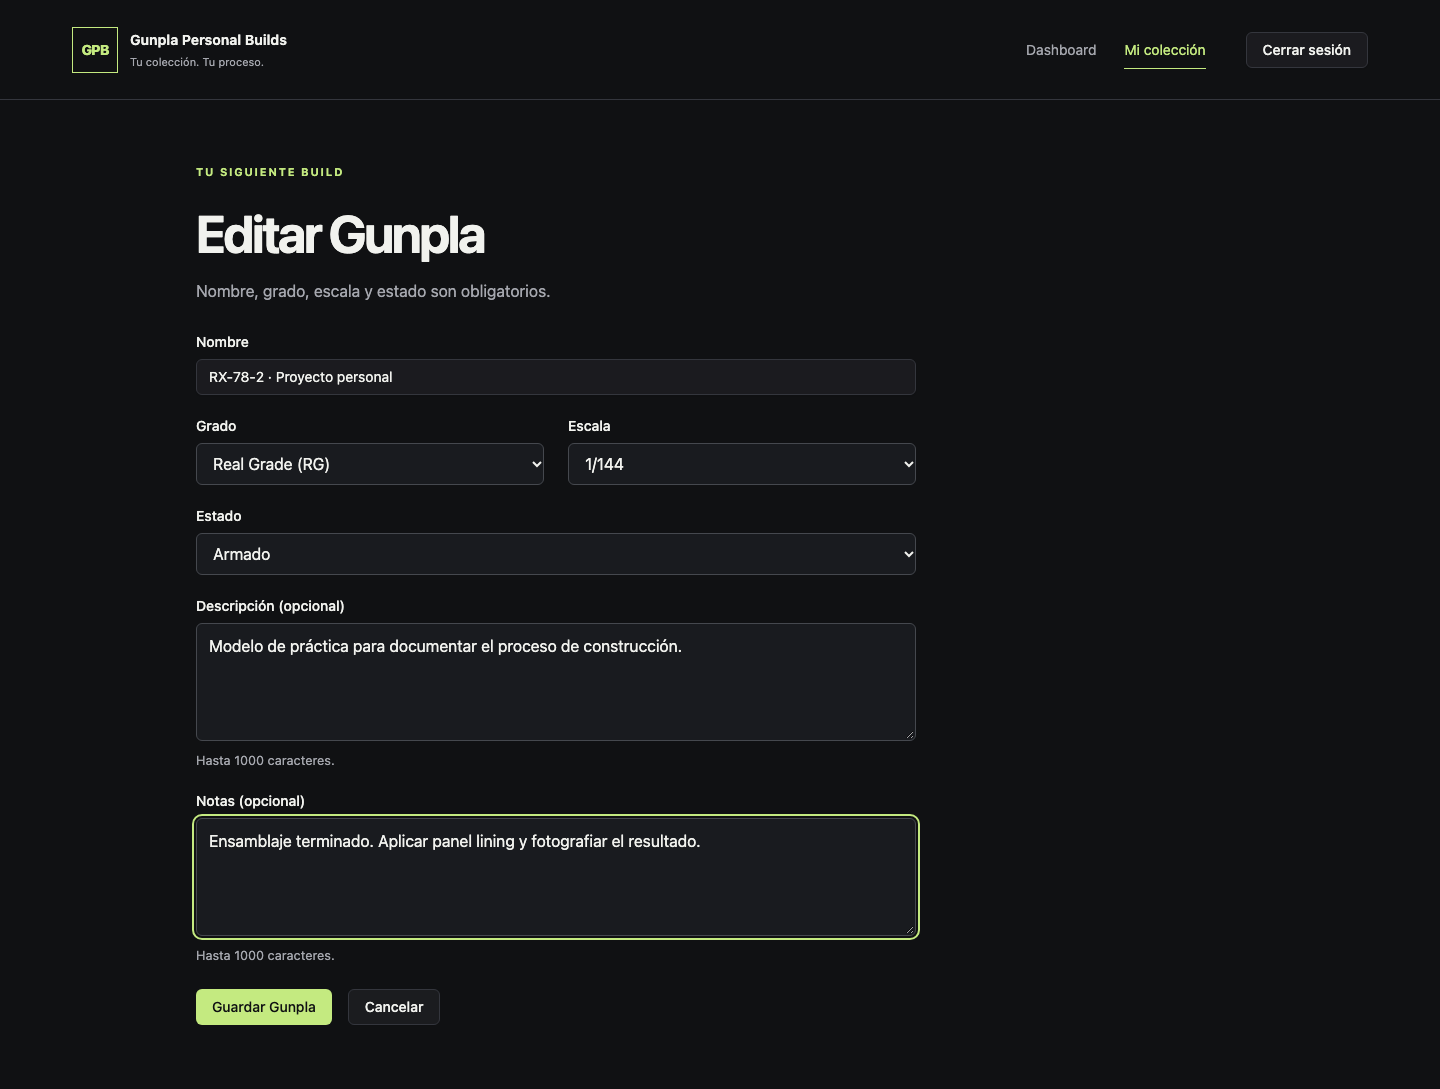 GPB
Gunpla Personal Builds
Tu colección. Tu proceso.
Dashboard
Mi colección
Cerrar sesión
TU SIGUIENTE BUILD
Editar Gunpla
Nombre, grado, escala y estado son obligatorios.
Nombre
RX-78-2 · Proyecto personal
Grado
Escala
Real Grade (RG)
1/144
Estado
Armado
Descripción (opcional)
Modelo de práctica para documentar el proceso de construcción.
Hasta 1000 caracteres.
Notas (opcional)
Ensamblaje terminado. Aplicar panel lining y fotografiar el resultado.
Hasta 1000 caracteres.
Guardar Gunpla
Cancelar